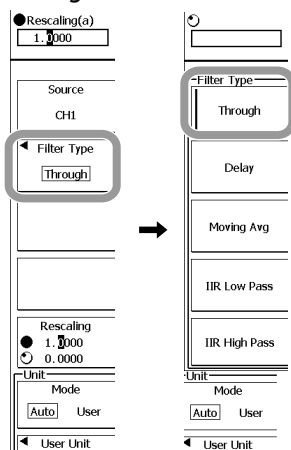 Rescaling(a)
1.0000
Source
CH1
Filter Type
Through
Rescaling
1.0000
0.0000
Unit
Mode
Auto User
User Unit
Filter Type
Through
Delay
Moving Avg
IIR Low Pass
IIR High Pass
Unit
Mode
Auto User
User Unit